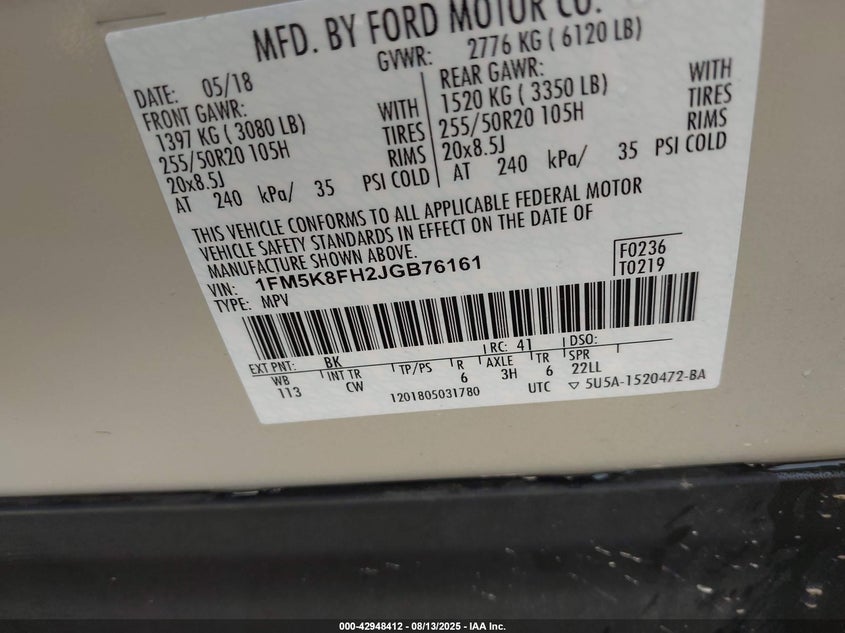 MFD. BY FORD MOTOR CO.
DATE: 05/18 GVWR: 2776 KG ( 6120 LB)
FRONT GAWR: REAR GAWR:
1397 KG ( 3080 LB) WITH 1520 KG ( 3350 LB) WITH
255/50R20 105H TIRES 255/50R20 105H TIRES
20x8.5J RIMS 20x8.5J RIMS
AT 240 kPa/ 35 PSI COLD AT 240 kPa/ 35 PSI COLD
THIS VEHICLE CONFORMS TO ALL APPLICABLE FEDERAL MOTOR
VEHICLE SAFETY STANDARDS IN EFFECT ON THE DATE OF
MANUFACTURE SHOWN ABOVE.
VIN: 1FM5K8FH2JGB76161 F0236
TYPE: MPV T0219
EXT PNT: BK RC: 41 DSO:
WB INT TR TP/PS R AXLE TR SPR
113 CW 6 3H 6 22LL
1201805031780 UTC ▽ 5U5A-1520472-BA
000-42948412 - 08/13/2025 - IAA Inc.